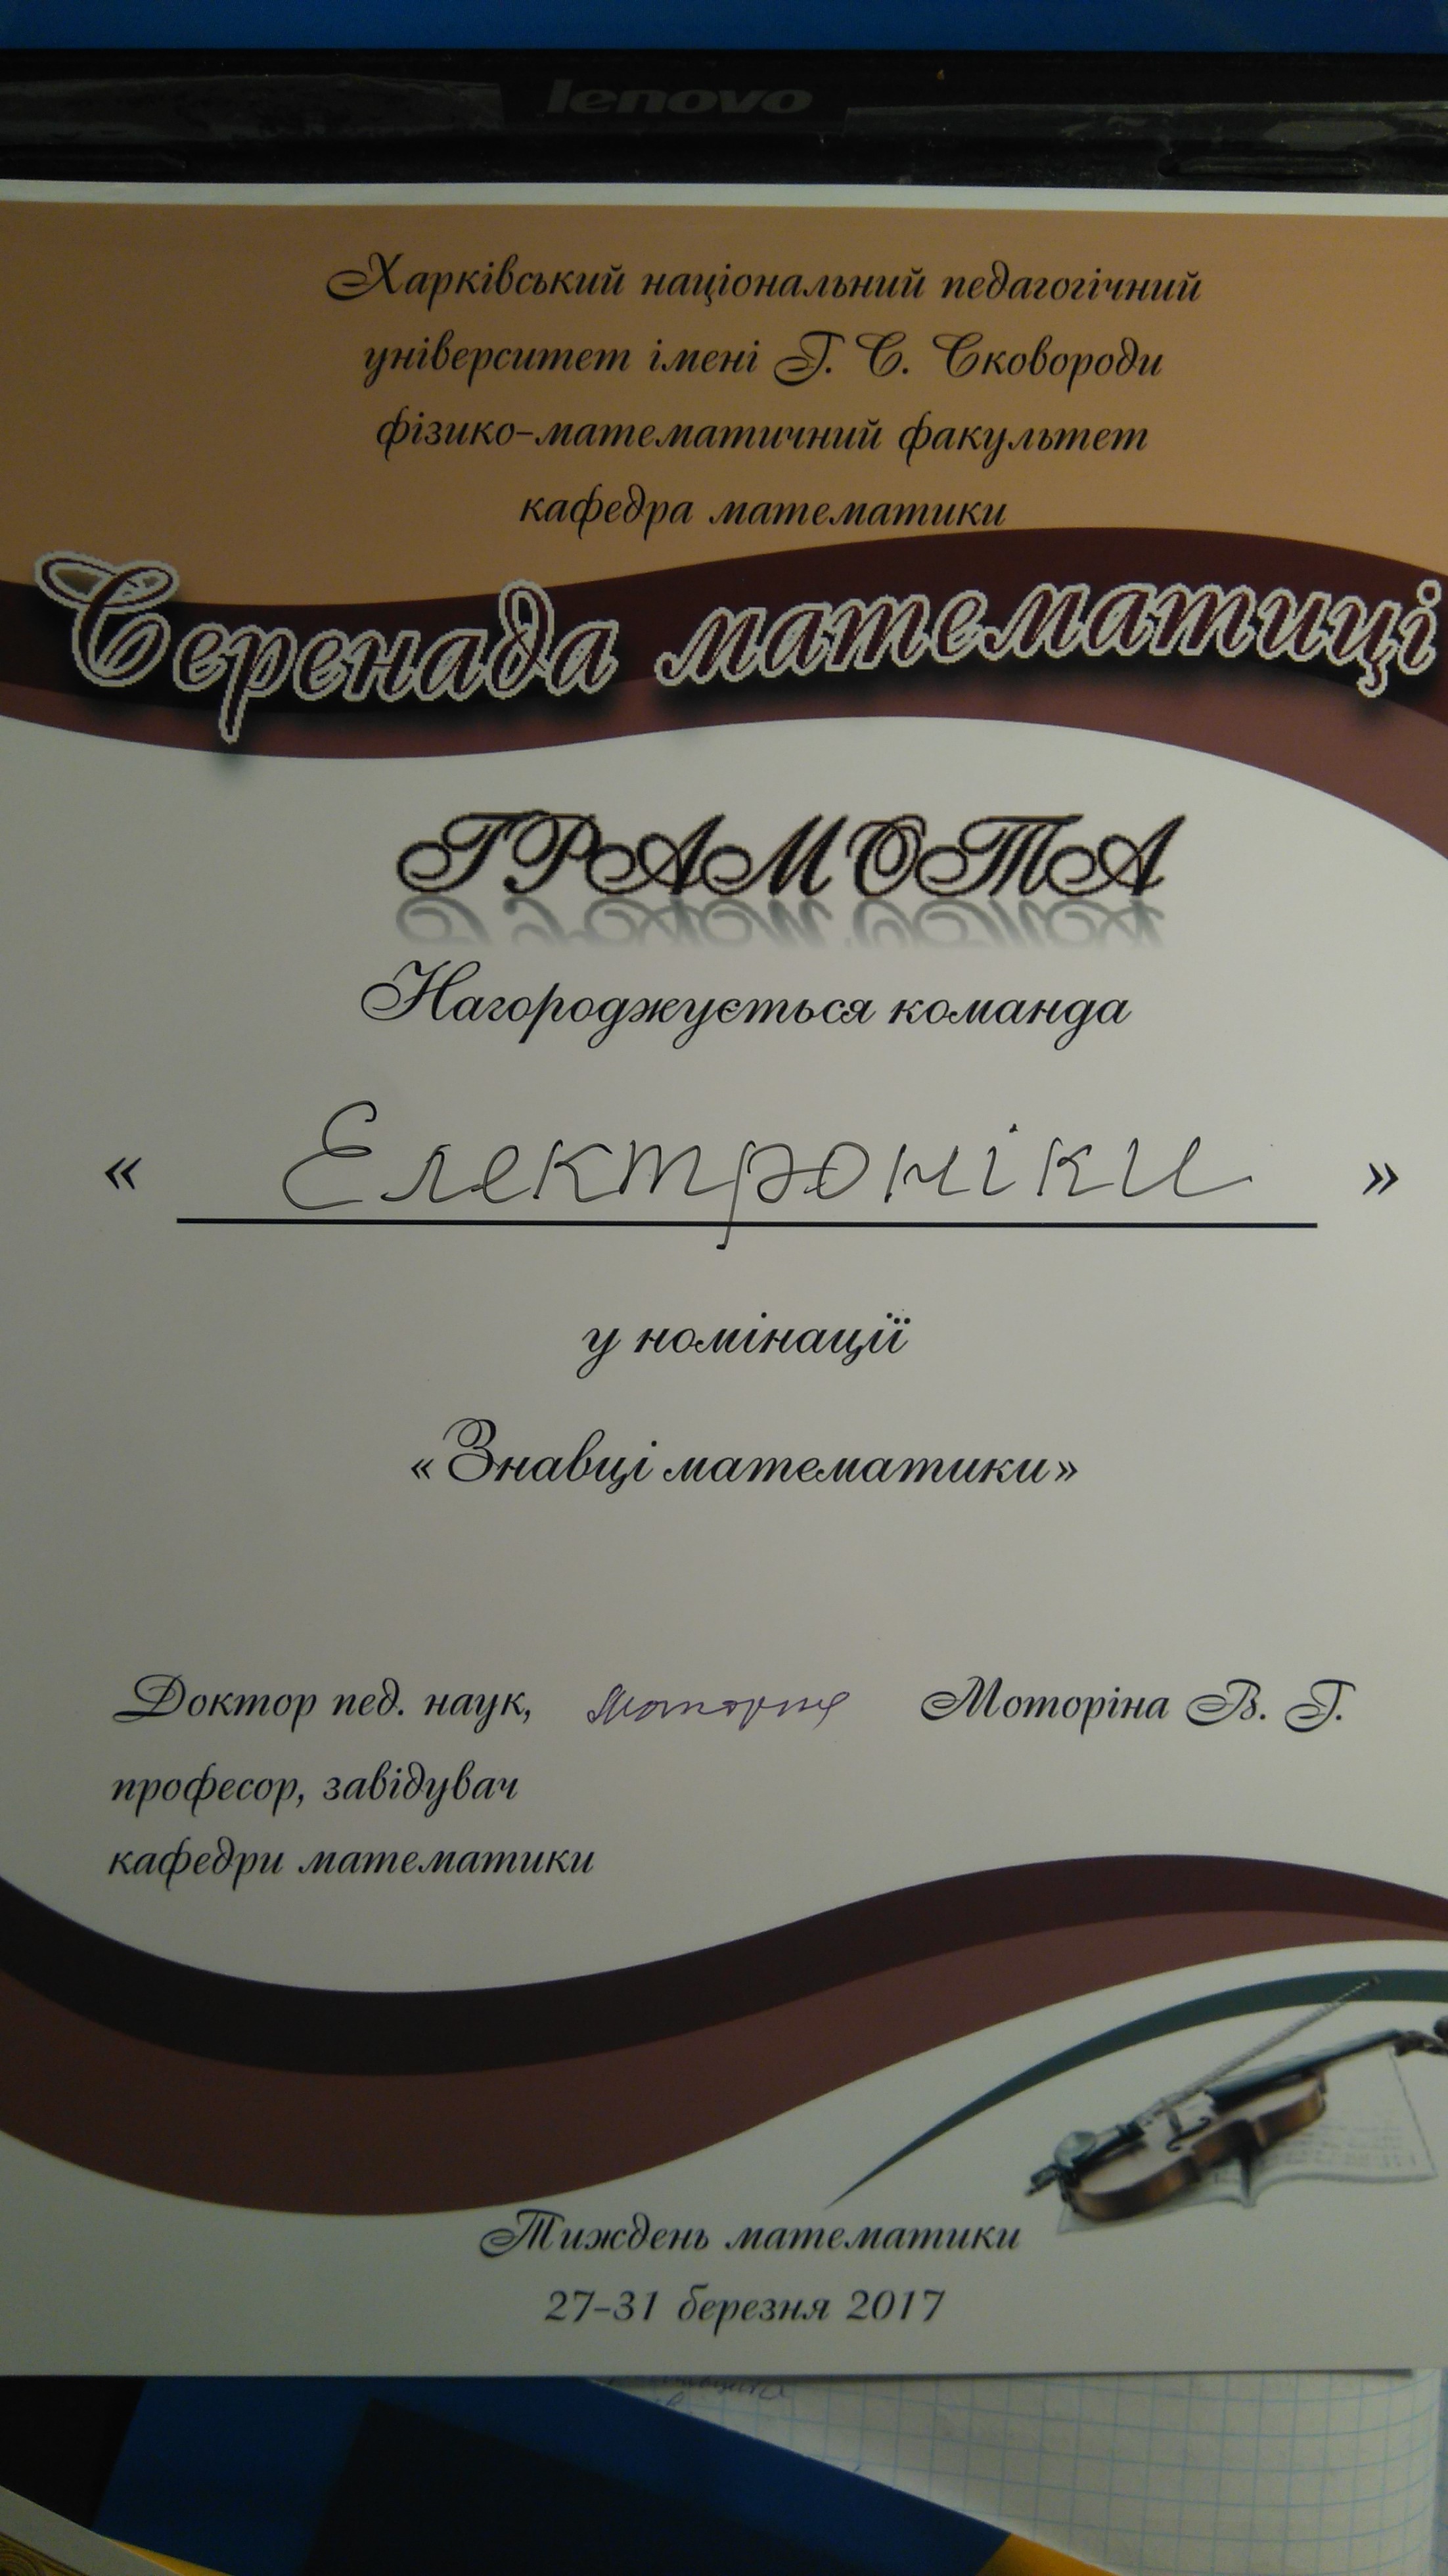 lenovo
Харківський національний педагогічний
університет імені Г. С. Сковороди
фізико-математичний факультет
кафедра математики
Серенада математиці
ГРАМОТА
Нагороджується команда
« Електроніки »
у номінації
«Знавці математики»
Доктор пед. наук, Моторіна В. Г.
професор, завідувач
кафедри математики
Тиждень математики
27-31 березня 2017